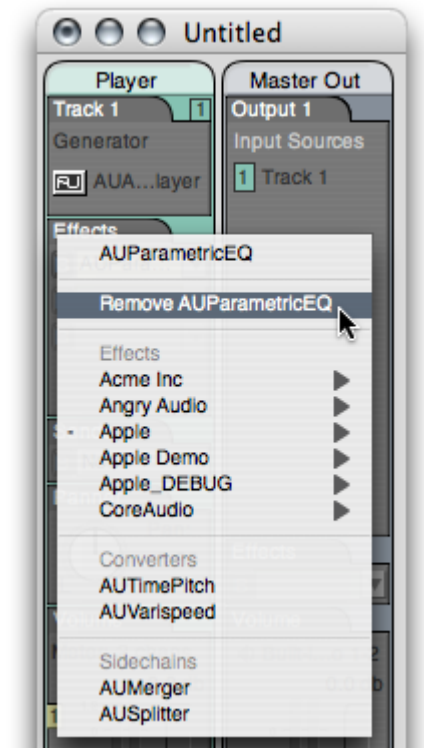 Untitled
Player
Master Out
Track 1 1
Output 1
Generator
Input Sources
AUA...layer
1 Track 1
Effects
AUParametricEQ
Remove AUParametricEQ
Effects
Acme Inc
Angry Audio
- Apple
Apple Demo
Apple_DEBUG
CoreAudio
Converters
AUTimePitch
AUVarispeed
Sidechains
AUMerger
AUSplitter